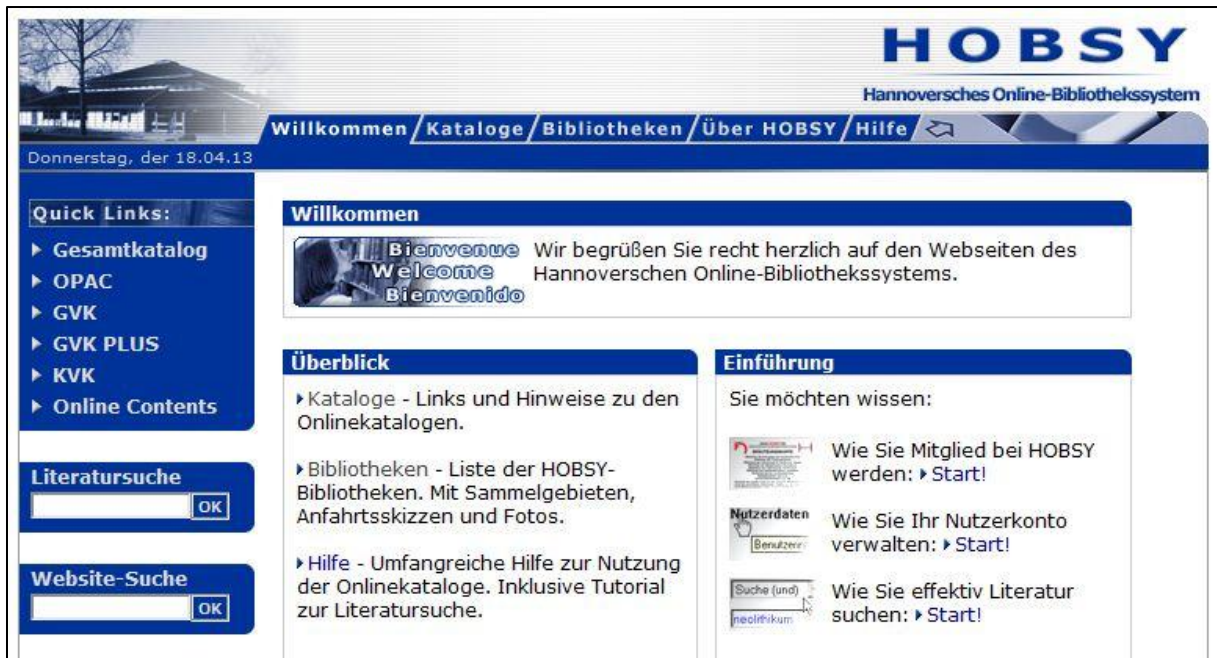 HOBSY
Hannoversches Online-Bibliothekssystem
Willkommen/Kataloge/Bibliotheken/Über HOBSY/Hilfe/
Donnerstag, der 18.04.13
Quick Links:
Gesamtkatalog
OPAC
GVK
GVK PLUS
KVK
Online Contents
Literatursuche
OK
Website-Suche
OK
Willkommen
Bienvenue
Welcome
Bienvenido
Wir begrüßen Sie recht herzlich auf den Webseiten des
Hannoverschen Online-Bibliothekssystems.
Überblick
Kataloge - Links und Hinweise zu den
Onlinekatalogen.
Bibliotheken - Liste der HOBSY-
Bibliotheken. Mit Sammelgebieten,
Anfahrtsskizzen und Fotos.
Hilfe - Umfangreiche Hilfe zur Nutzung
der Onlinekataloge. Inklusive Tutorial
zur Literatursuche.
Einführung
Sie möchten wissen:
Wie Sie Mitglied bei HOBSY
werden: Start!
Nutzerdaten
Wie Sie Ihr Nutzerkonto
verwalten: Start!
Suche (und)
neolithikum
Wie Sie effektiv Literatur
suchen: Start!